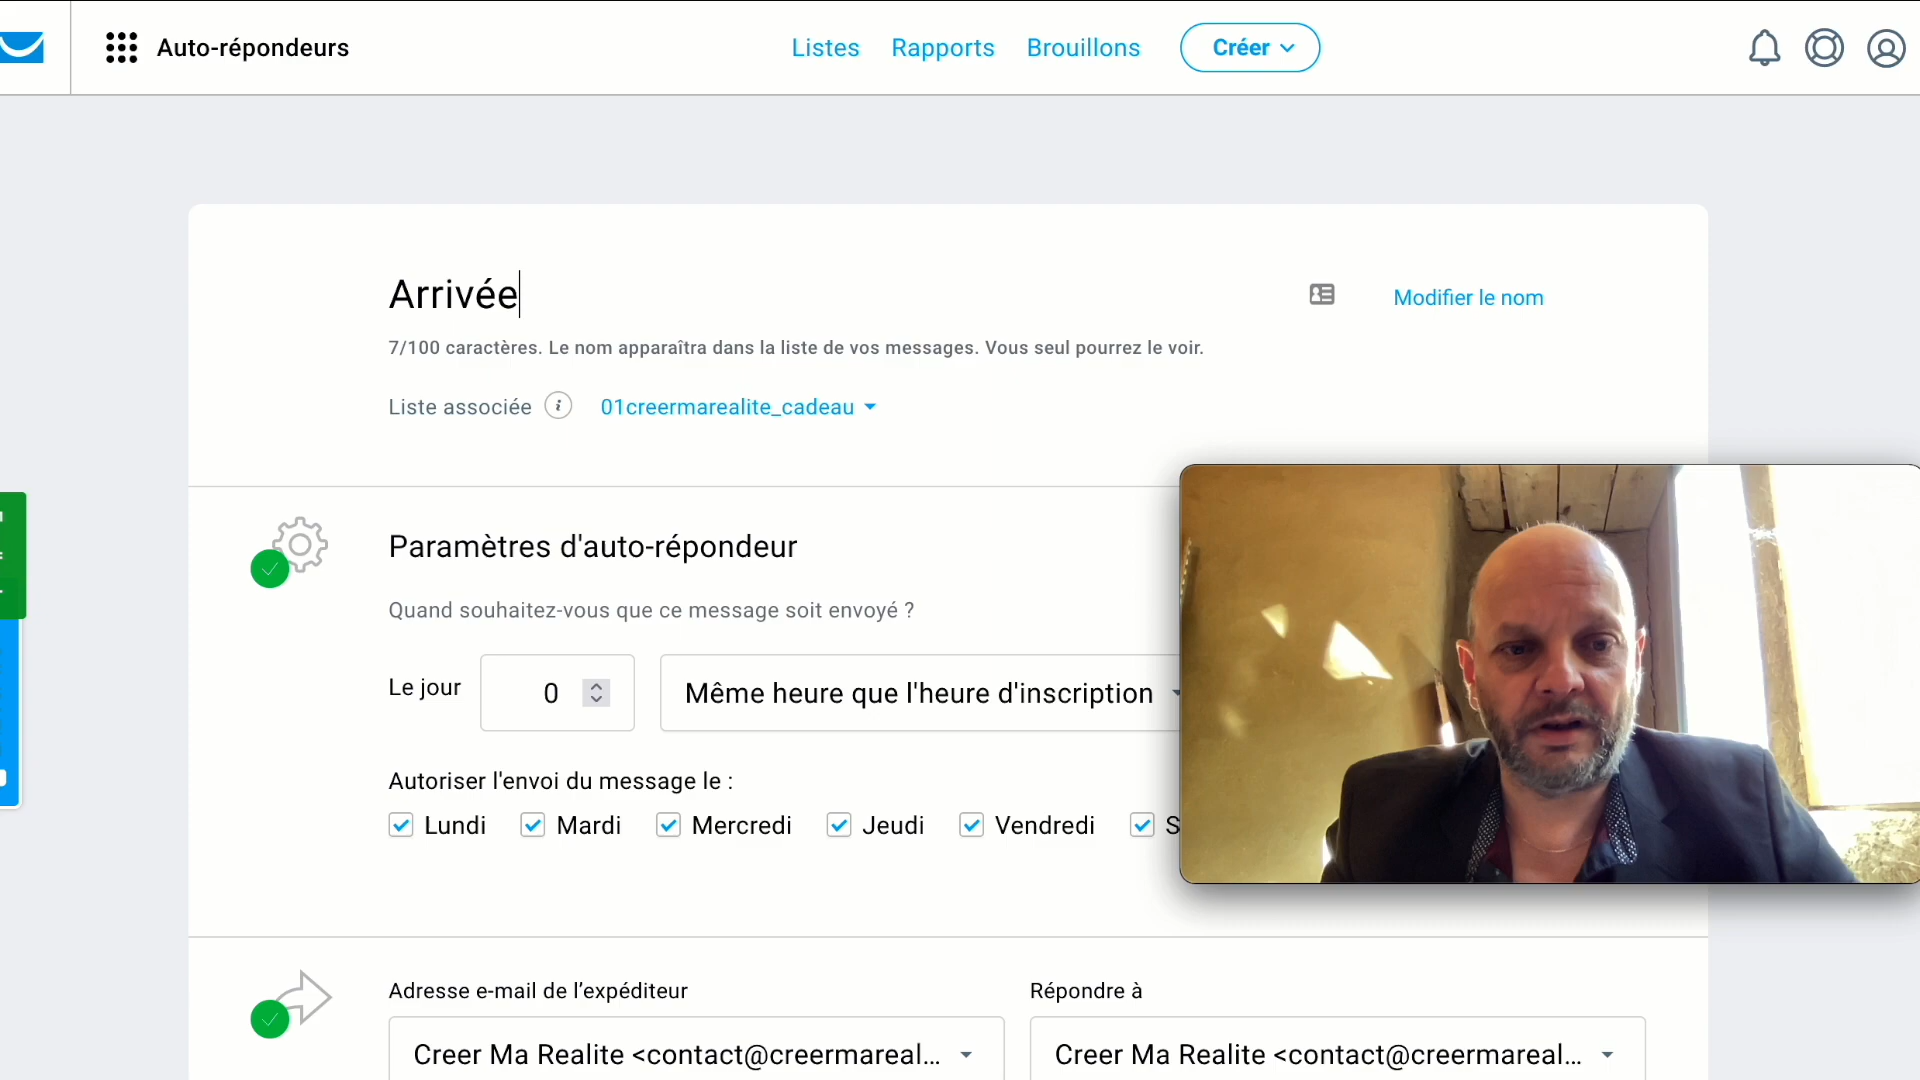 Auto-répondeurs
Listes
Rapports
Brouillons
Créer
Arrivée
Modifier le nom
7/100 caractères. Le nom apparaîtra dans la liste de vos messages. Vous seul pourrez le voir.
Liste associée
01creermarealite_cadeau
Paramètres d'auto-répondeur
Quand souhaitez-vous que ce message soit envoyé ?
Le jour
0
Même heure que l'heure d'inscription
Autoriser l'envoi du message le :
Lundi
Mardi
Mercredi
Jeudi
Vendredi
S
Adresse e-mail de l’expéditeur
Répondre à
Creer Ma Realite <contact@creermareal...
Creer Ma Realite <contact@creermareal...